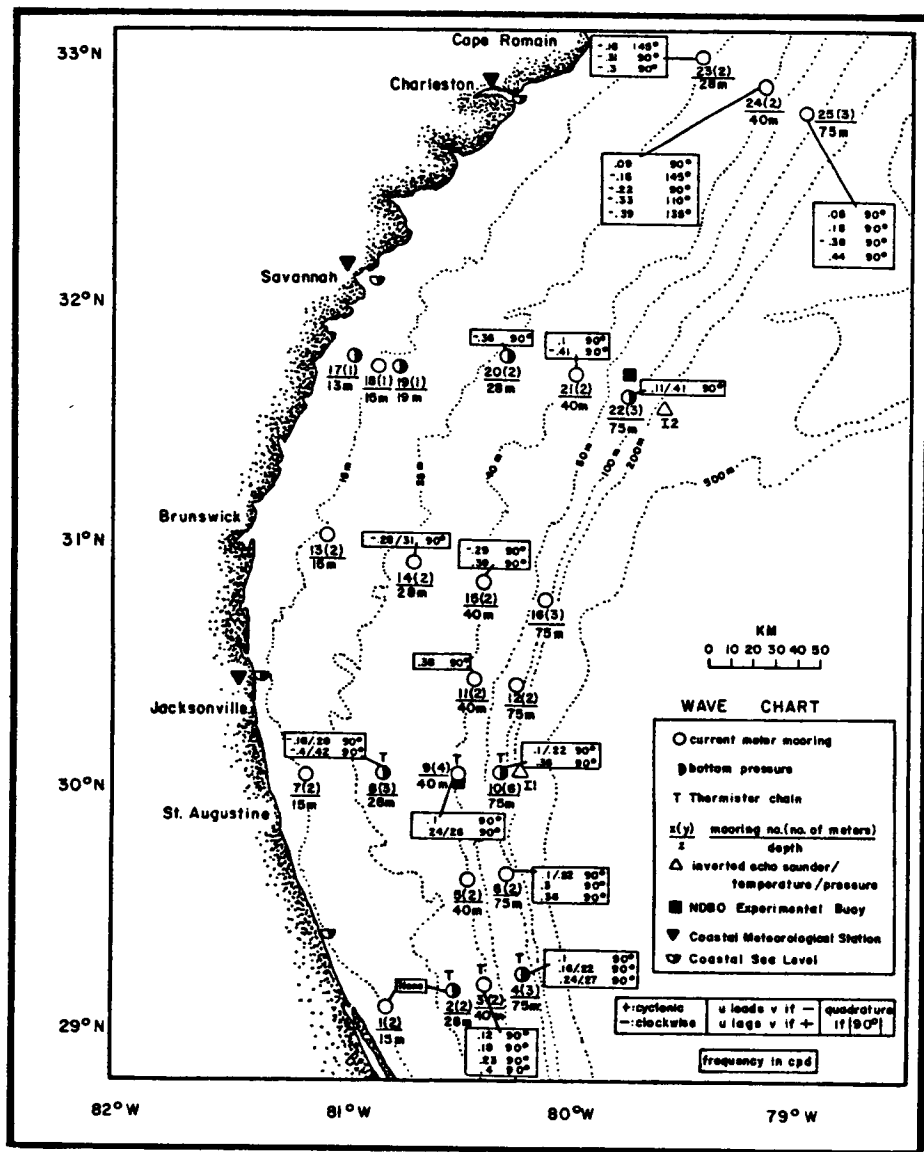 33°N
Cape Romain
-.16 145°
-.31 90°
-.3 90°
23(2)
28m
Charleston
24(2)
40m
25(3)
75m
.09 90°
-.16 145°
-.22 90°
-.33 110°
-.39 136°
.08 90°
.18 90°
-.38 90°
.44 90°
32°N
Savannah
17(1)
13m
18(1)
15m
19(1)
19m
-.36 90°
20(2)
28m
.1 90°
-.41 90°
21(2)
40m
22(3)
75m
.11/.41 90°
I2
100m
200m
500m
31°N
Brunswick
13(2)
15m
-.28/31 90°
14(2)
28m
-.29 90°
.39 90°
15(2)
40m
16(3)
75m
.38 90°
11(2)
40m
12(2)
75m
Jacksonville
30°N
-.16/.26 90°
-.4/.42 90°
7(2)
15m
T
28m
T
9(4)
40m
T
10(6)
75m
.1/.22 90°
.36 90°
I1
St. Augustine
.1 90°
.24/26 90°
5(2)
40m
6(2)
75m
.1/.22 90°
.3 90°
.34 90°
29°N
1(2)
15m
None
T
2(2)
28m
T
3(2)
40m
T
4(3)
75m
.1 90°
.16/.22 90°
.24/.27 90°
.12 90°
.18 90°
.23 90°
.4 90°
KM
0 10 20 30 40 50
WAVE CHART
current meter mooring
bottom pressure
T Thermister chain
x(y) mooring no.(no. of meters)
z depth
inverted echo sounder/
temperature/pressure
NDBO Experimental Buoy
Coastal Meteorological Station
Coastal Sea Level
+:cyclonic u leads v if - quadrature
-:clockwise u lags v if + if |90°|
frequency in cpd
82°W 81°W 80°W 79°W